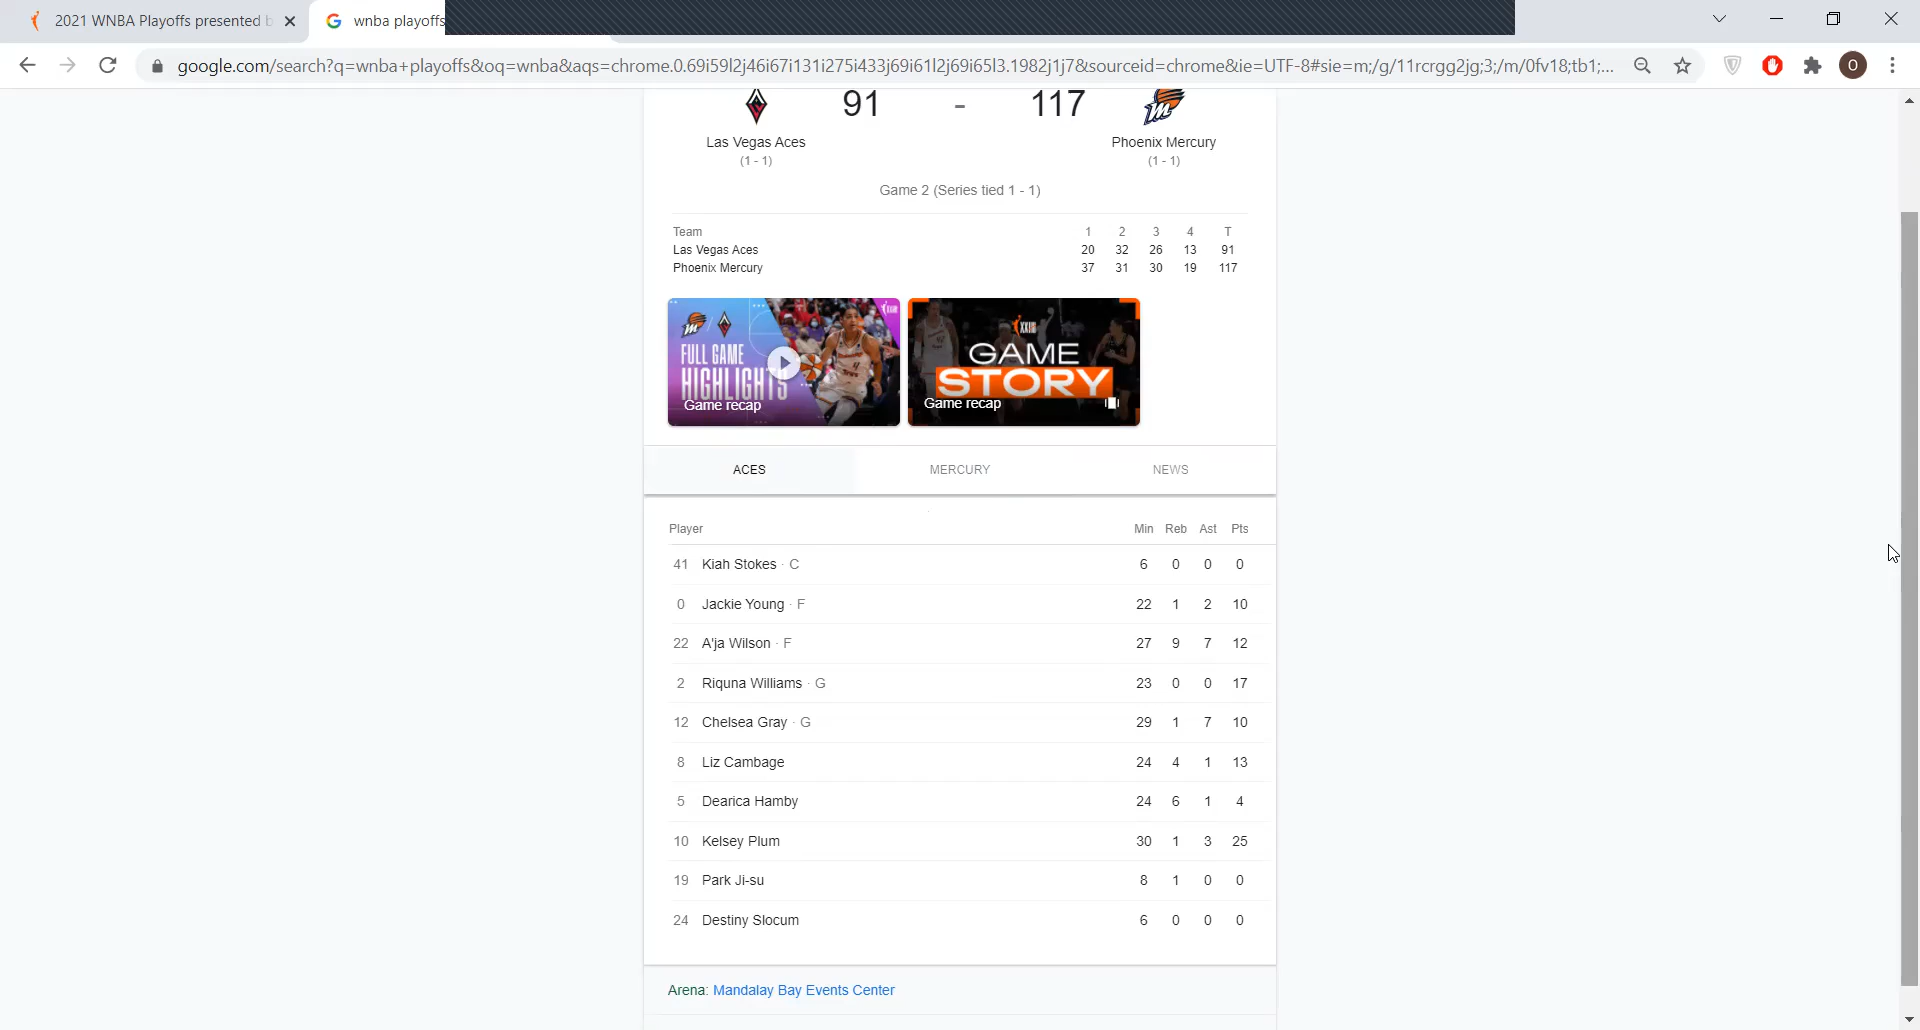 2021 WNBA Playoffs presented b
wnba playoffs
google.com/search?q=wnba+playoffs&oq=wnba&aqs=chrome.0.69i59l2j46i67i131i275i433j69i61l2j69i65l3.1982j1j7&sourceid=chrome&ie=UTF-8#sie=m;/g/11rcrgg2jg;3;/m/0fv18;tb1;...
O
91 - 117
Las Vegas Aces Phoenix Mercury
(1 - 1) (1 - 1)
Game 2 (Series tied 1 - 1)
Team 1 2 3 4 T
Las Vegas Aces 20 32 26 13 91
Phoenix Mercury 37 31 30 19 117
FULL GAME
HIGHLIGHTS
Game recap
GAME
STORY
Game recap
ACES MERCURY NEWS
Player Min Reb Ast Pts
41 Kiah Stokes · C 6 0 0 0
0 Jackie Young · F 22 1 2 10
22 A'ja Wilson · F 27 9 7 12
2 Riquna Williams · G 23 0 0 17
12 Chelsea Gray · G 29 1 7 10
8 Liz Cambage 24 4 1 13
5 Dearica Hamby 24 6 1 4
10 Kelsey Plum 30 1 3 25
19 Park Ji-su 8 1 0 0
24 Destiny Slocum 6 0 0 0
Arena: Mandalay Bay Events Center